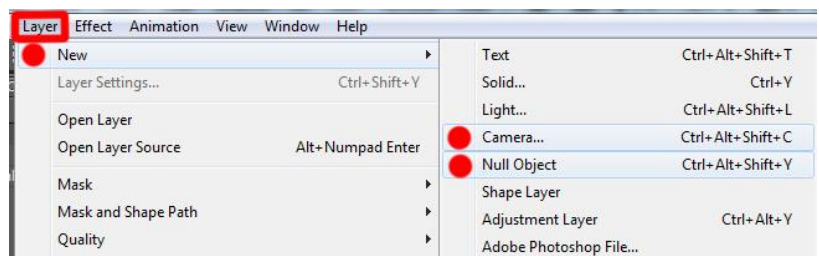 Layer Effect Animation View Window Help
New
Layer Settings... Ctrl+Shift+Y
Open Layer
Open Layer Source Alt+Numpad Enter
Mask
Mask and Shape Path
Quality
Text Ctrl+Alt+Shift+T
Solid... Ctrl+Y
Light... Ctrl+Alt+Shift+L
Camera... Ctrl+Alt+Shift+C
Null Object Ctrl+Alt+Shift+Y
Shape Layer
Adjustment Layer Ctrl+Alt+Y
Adobe Photoshop File...